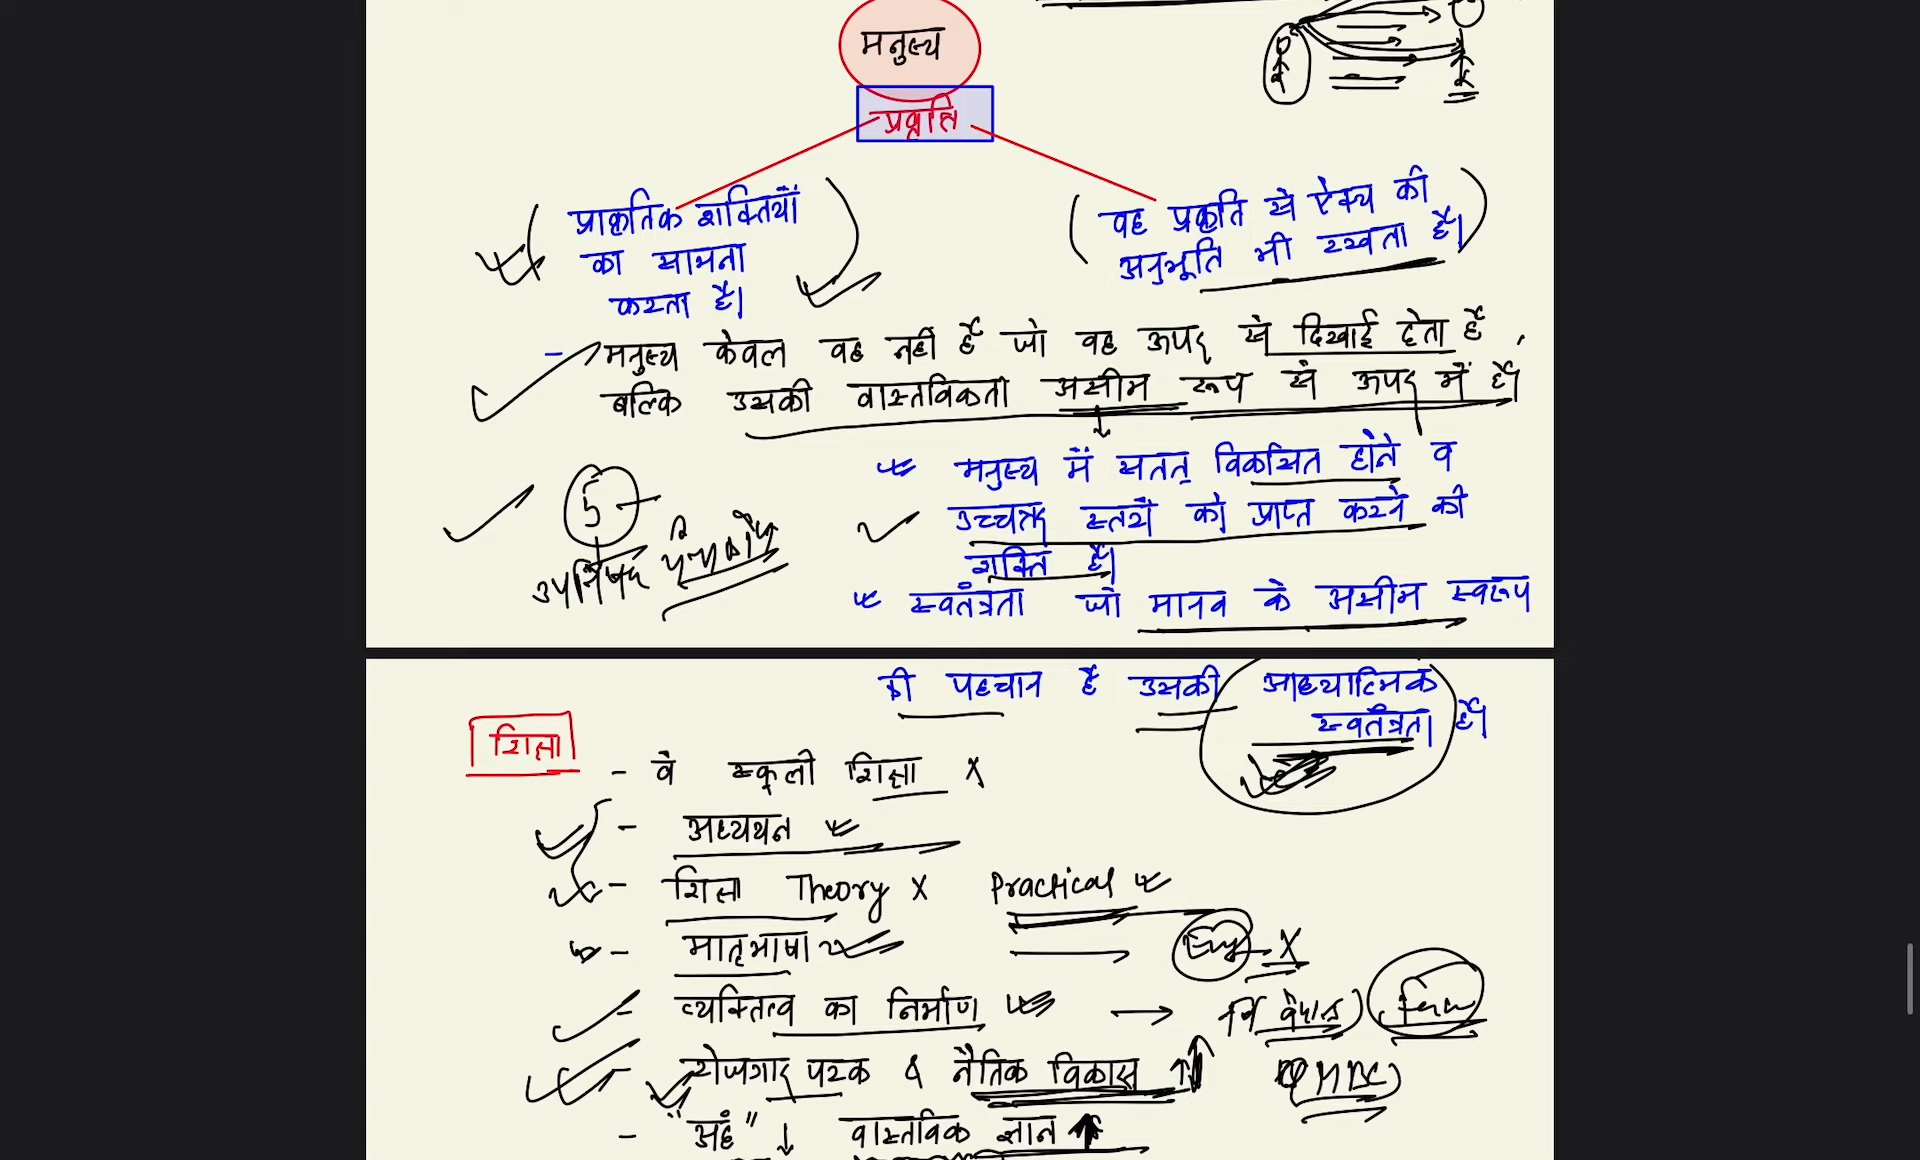 मनुष्य
प्रवृत्ति
प्राकृतिक शक्तियों
का सामना
करता है।
वह प्रकृति से ऐक्य की
अनुभूति भी रखता है।
- मनुष्य केवल वह नहीं है जो वह ऊपर से दिखाई देता है,
बल्कि उसकी वास्तविकता असीम रूप से ऊपर में है।
मनुष्य में सतत् विकसित होने व
उच्चतर स्तरों को प्राप्त करने की
शक्ति है।
5
उपनिषद
स्वतंत्रता जो मानव के असीम स्वरूप
की पहचान है उसकी आध्यात्मिक
स्वतंत्रता है।
शिक्षा
- वे स्कूली शिक्षा X
- अध्ययन
- शिक्षा Theory X Practical
- मातृभाषा
Eng X
- व्यक्तित्व का निर्माण →
- रोजगार परक & नैतिक विकास ↑
- "अहं" ↓ वास्तविक ज्ञान ↑